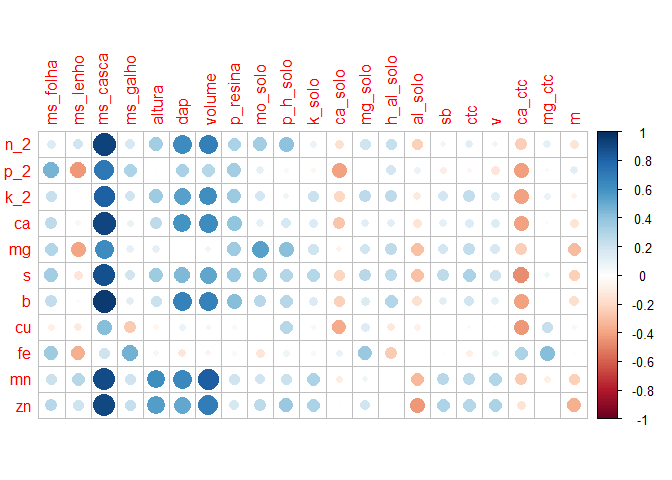 ms_folha
ms_lenho
ms_casca
ms_galho
altura
dap
volume
p_resina
mo_solo
p_h_solo
k_solo
ca_solo
mg_solo
h_al_solo
al_solo
sb
ctc
v
ca_ctc
mg_ctc
m
n_2
p_2
k_2
ca
mg
s
b
cu
fe
mn
zn
1
0.8
0.6
0.4
0.2
0
-0.2
-0.4
-0.6
-0.8
-1